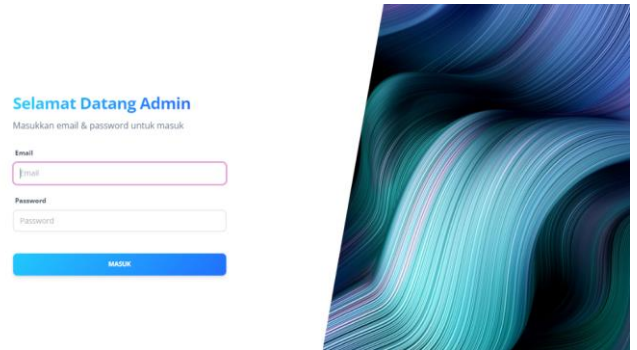 Selamat Datang Admin
Masukkan email & password untuk masuk
Email
Email
Password
Password
MASUK